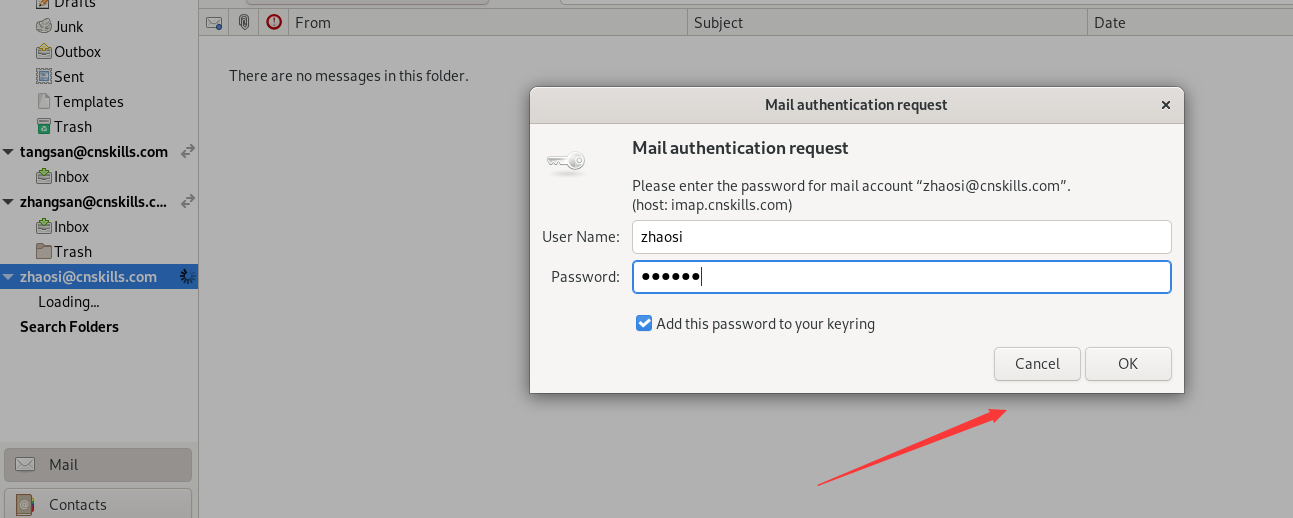 Drafts
Junk
Outbox
Sent
Templates
Trash
tangsan@cnskills.com
Inbox
zhangsan@cnskills.c...
Inbox
Trash
zhaosi@cnskills.com
Loading...
Search Folders
Mail
Contacts
From Subject Date
There are no messages in this folder.
Mail authentication request
Mail authentication request
Please enter the password for mail account “zhaosi@cnskills.com”.
(host: imap.cnskills.com)
User Name: zhaosi
Password: ●●●●●●
Add this password to your keyring
Cancel OK